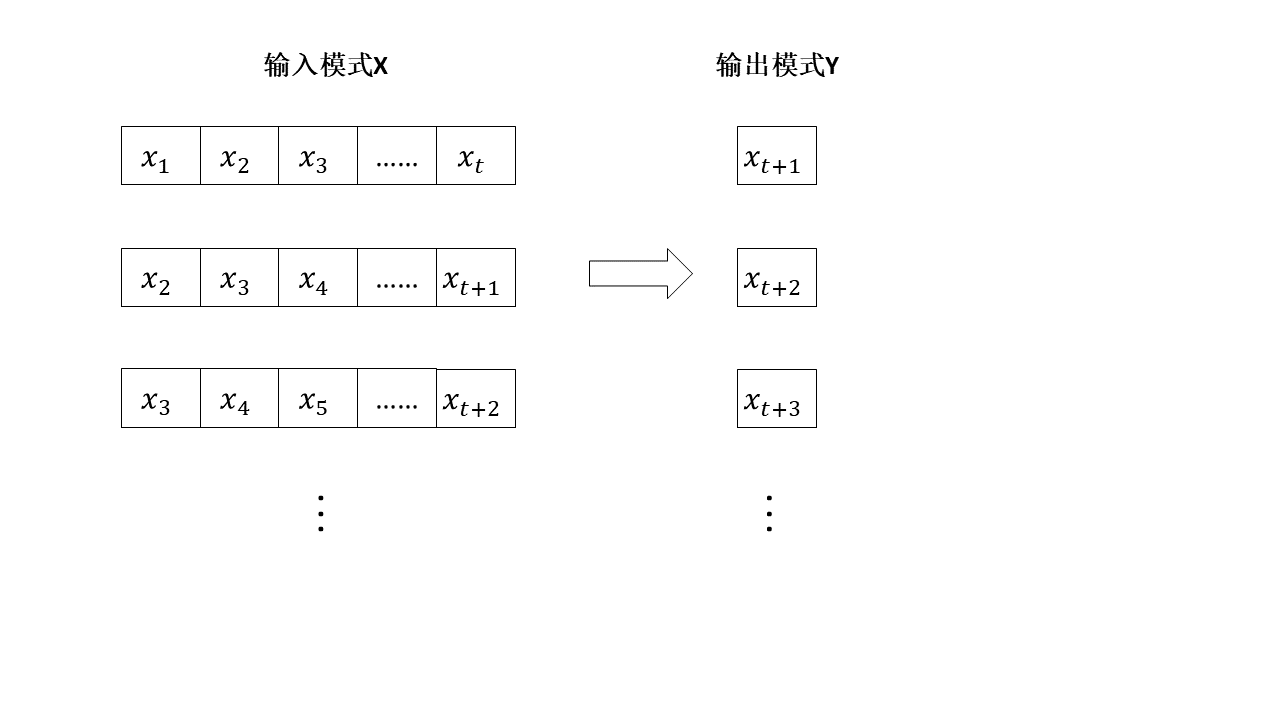 输入模式X 输出模式Y
x₁ x₂ x₃ …… xₜ xₜ₊₁
x₂ x₃ x₄ …… xₜ₊₁ xₜ₊₂
x₃ x₄ x₅ …… xₜ₊₂ xₜ₊₃
⋮ ⋮